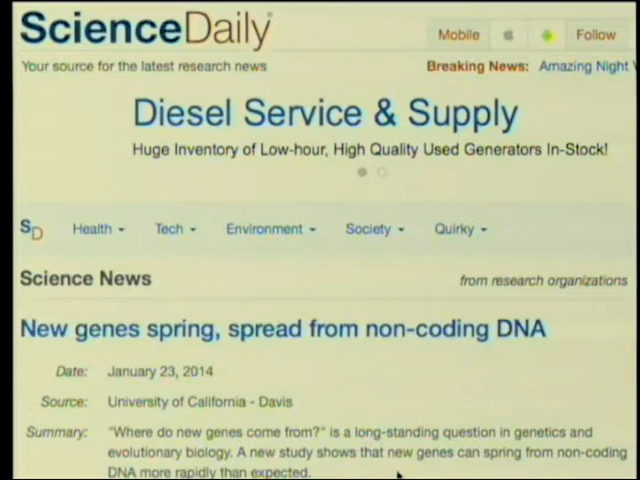 ScienceDaily
Mobile Follow
Your source for the latest research news
Breaking News: Amazing Night
Diesel Service & Supply
Huge Inventory of Low-hour, High Quality Used Generators In-Stock!
SD Health Tech Environment Society Quirky
Science News
from research organizations
New genes spring, spread from non-coding DNA
Date: January 23, 2014
Source: University of California - Davis
Summary: "Where do new genes come from?" is a long-standing question in genetics and
evolutionary biology. A new study shows that new genes can spring from non-coding
DNA more rapidly than expected.